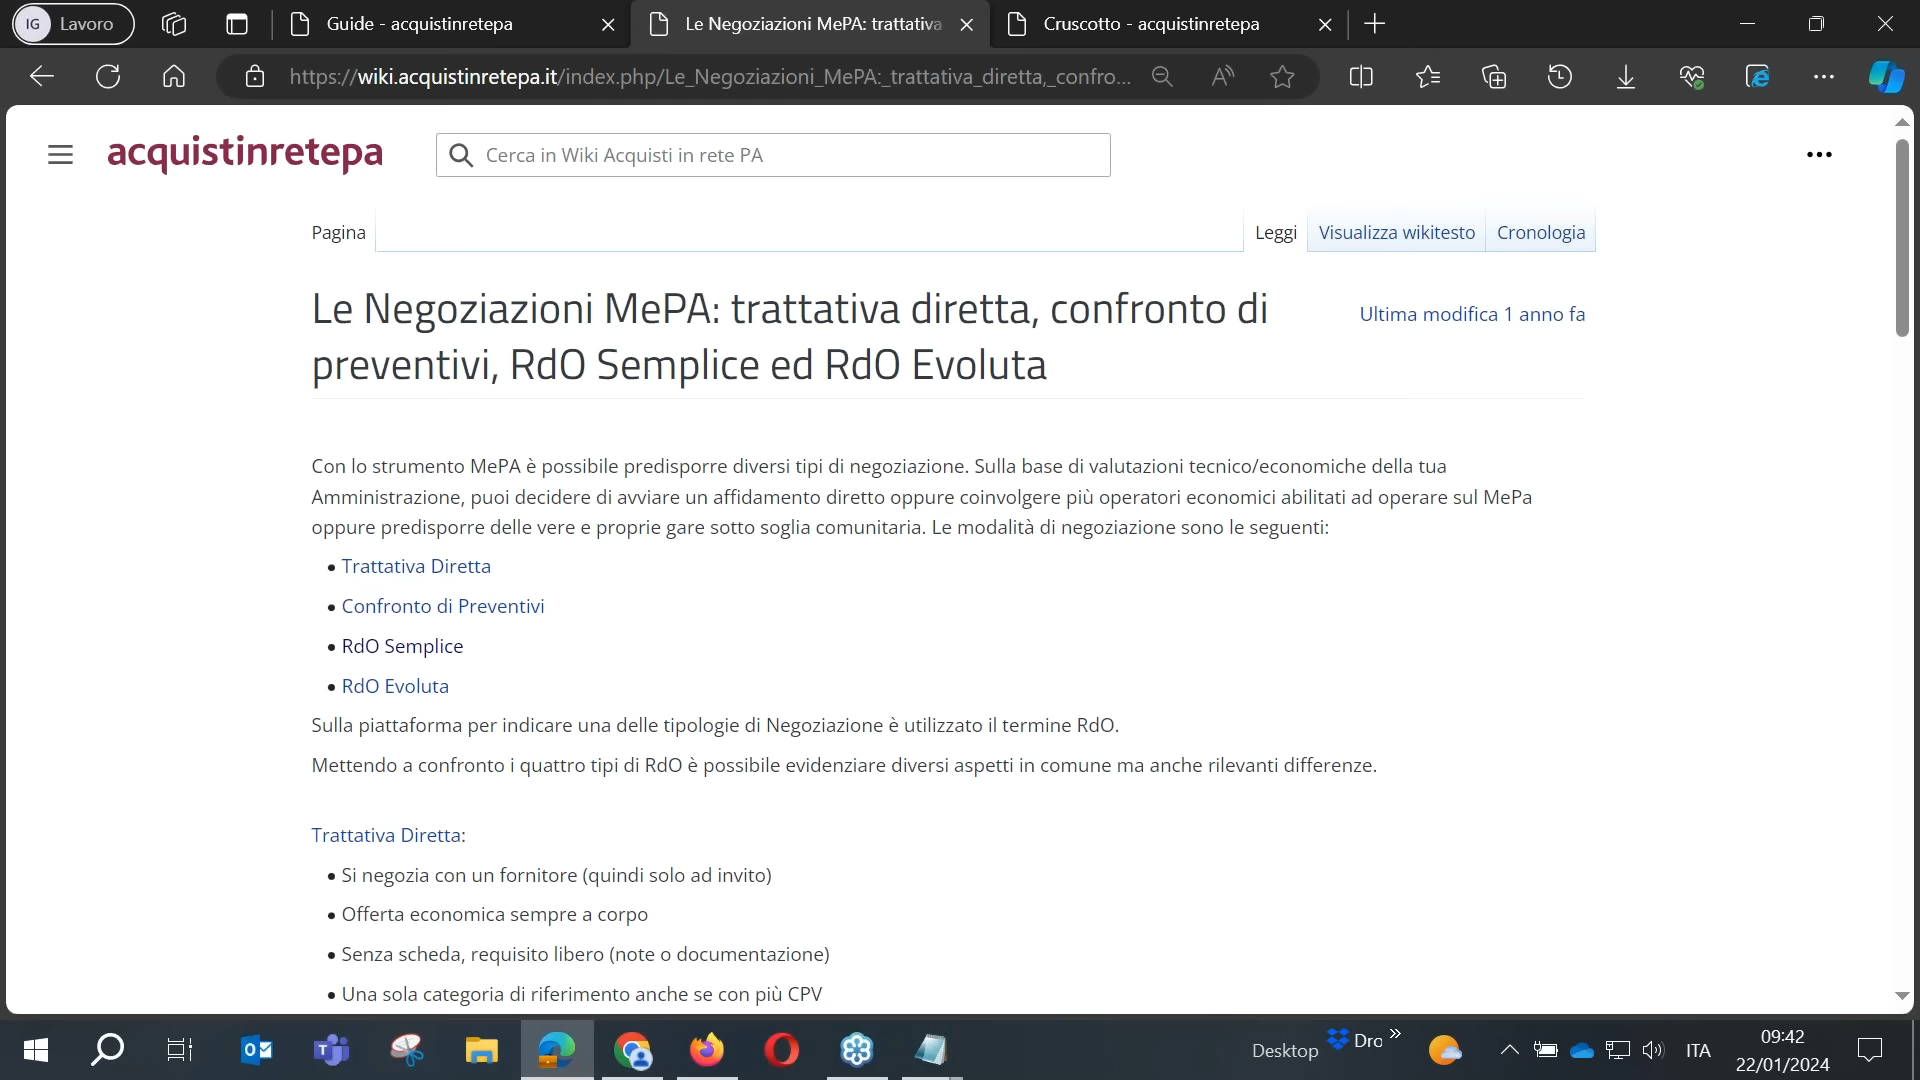 IG Lavoro Guide - acquistinretepa Le Negoziazioni MePA: trattativa Cruscotto - acquistinretepa
https://wiki.acquistinretepa.it/index.php/Le_Negoziazioni_MePA:_trattativa_diretta,_confro...
acquistinretepa Cerca in Wiki Acquisti in rete PA
Pagina Leggi Visualizza wikitesto Cronologia
Le Negoziazioni MePA: trattativa diretta, confronto di
preventivi, RdO Semplice ed RdO Evoluta
Ultima modifica 1 anno fa
Con lo strumento MePA è possibile predisporre diversi tipi di negoziazione. Sulla base di valutazioni tecnico/economiche della tua
Amministrazione, puoi decidere di avviare un affidamento diretto oppure coinvolgere più operatori economici abilitati ad operare sul MePa
oppure predisporre delle vere e proprie gare sotto soglia comunitaria. Le modalità di negoziazione sono le seguenti:
• Trattativa Diretta
• Confronto di Preventivi
• RdO Semplice
• RdO Evoluta
Sulla piattaforma per indicare una delle tipologie di Negoziazione è utilizzato il termine RdO.
Mettendo a confronto i quattro tipi di RdO è possibile evidenziare diversi aspetti in comune ma anche rilevanti differenze.
Trattativa Diretta:
• Si negozia con un fornitore (quindi solo ad invito)
• Offerta economica sempre a corpo
• Senza scheda, requisito libero (note o documentazione)
• Una sola categoria di riferimento anche se con più CPV
Desktop Dro » ITA 09:42
22/01/2024